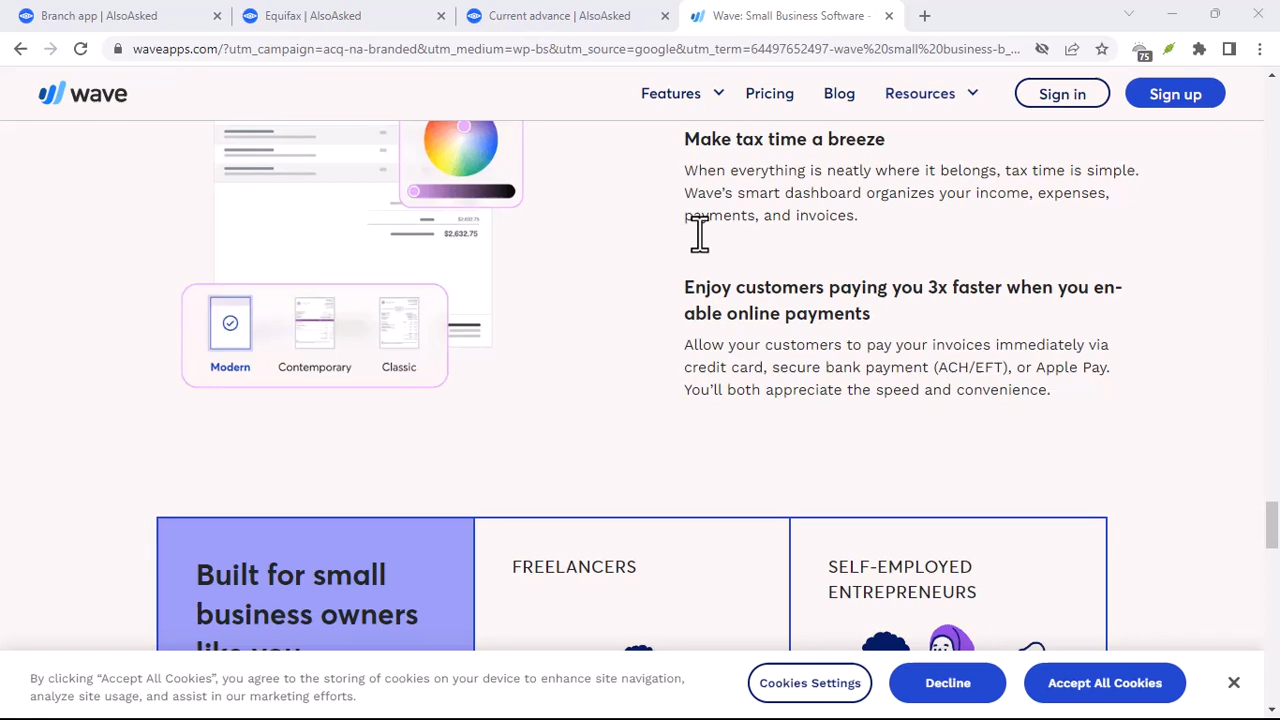 Branch app | AlsoAsked
Equifax | AlsoAsked
Current advance | AlsoAsked
Wave: Small Business Software -
waveapps.com/?utm_campaign=acq-na-branded&utm_medium=wp-bs&utm_source=google&utm_term=64497652497-wave%20small%20business-b_...
75
wave
Features
Pricing
Blog
Resources
Sign in
Sign up
$2,632.75
$2,632.75
Modern
Contemporary
Classic
Make tax time a breeze
When everything is neatly where it belongs, tax time is simple.
Wave's smart dashboard organizes your income, expenses,
payments, and invoices.
Enjoy customers paying you 3x faster when you en-
able online payments
Allow your customers to pay your invoices immediately via
credit card, secure bank payment (ACH/EFT), or Apple Pay.
You'll both appreciate the speed and convenience.
Built for small
business owners
like you
FREELANCERS
SELF-EMPLOYED
ENTREPRENEURS
By clicking “Accept All Cookies”, you agree to the storing of cookies on your device to enhance site navigation,
analyze site usage, and assist in our marketing efforts.
Cookies Settings
Decline
Accept All Cookies